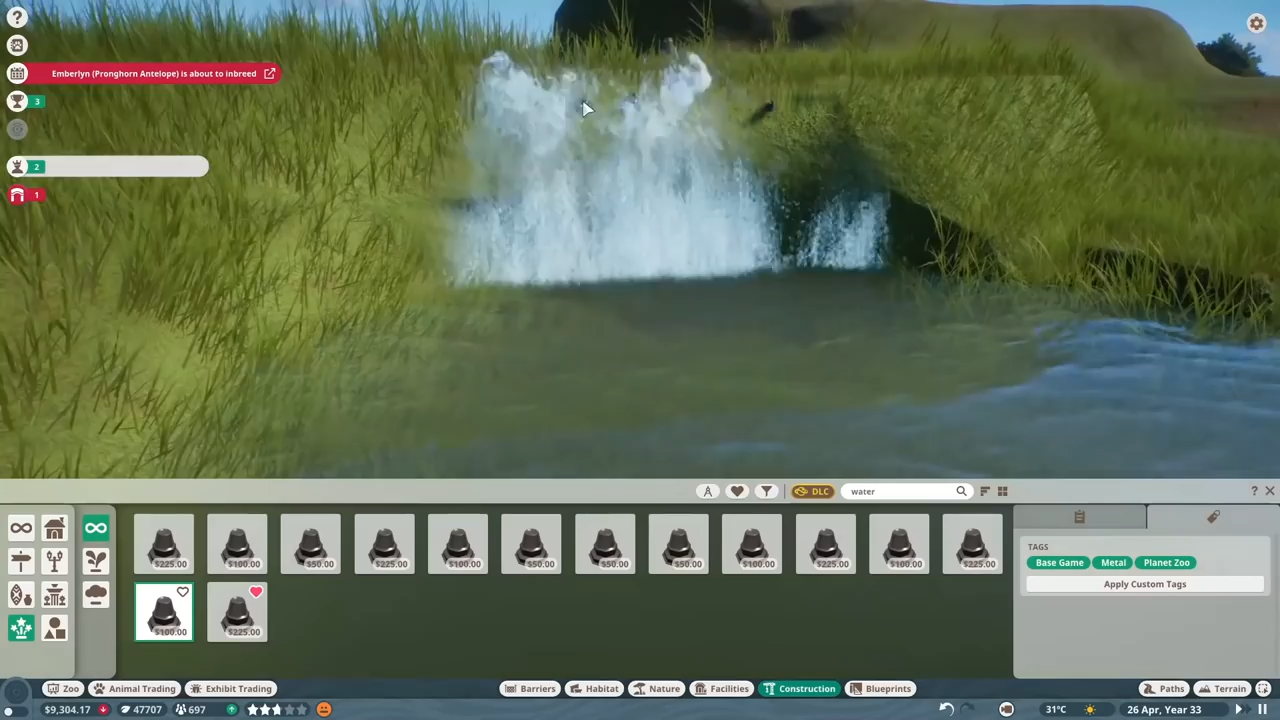 Emberlyn (Pronghorn Antelope) is about to inbreed
3
2
1
DLC
water
$225.00 $100.00 $50.00 $225.00 $100.00 $50.00 $50.00 $50.00 $100.00 $225.00 $100.00 $225.00
$100.00 $225.00
TAGS
Base Game Metal Planet Zoo
Apply Custom Tags
Zoo Animal Trading Exhibit Trading Barriers Habitat Nature Facilities Construction Blueprints Paths Terrain
$9,304.17 47707 697 31°C 26 Apr, Year 33